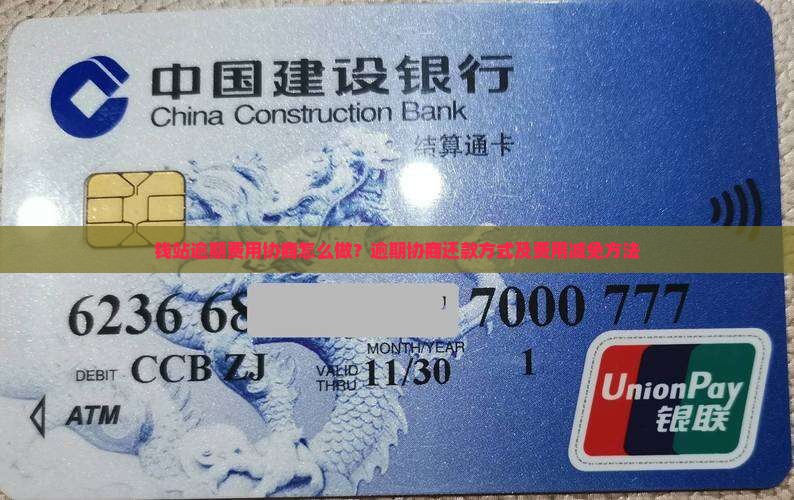 中国建设银行
China Construction Bank
结算通卡
钱站逾期费用协商怎么做？逾期协商还款方式及费用减免方法
6236 68 7000 777
DEBIT CCB ZJ
MONTH/YEAR
VALID THRU 11/30 1
ATM
UnionPay
银联